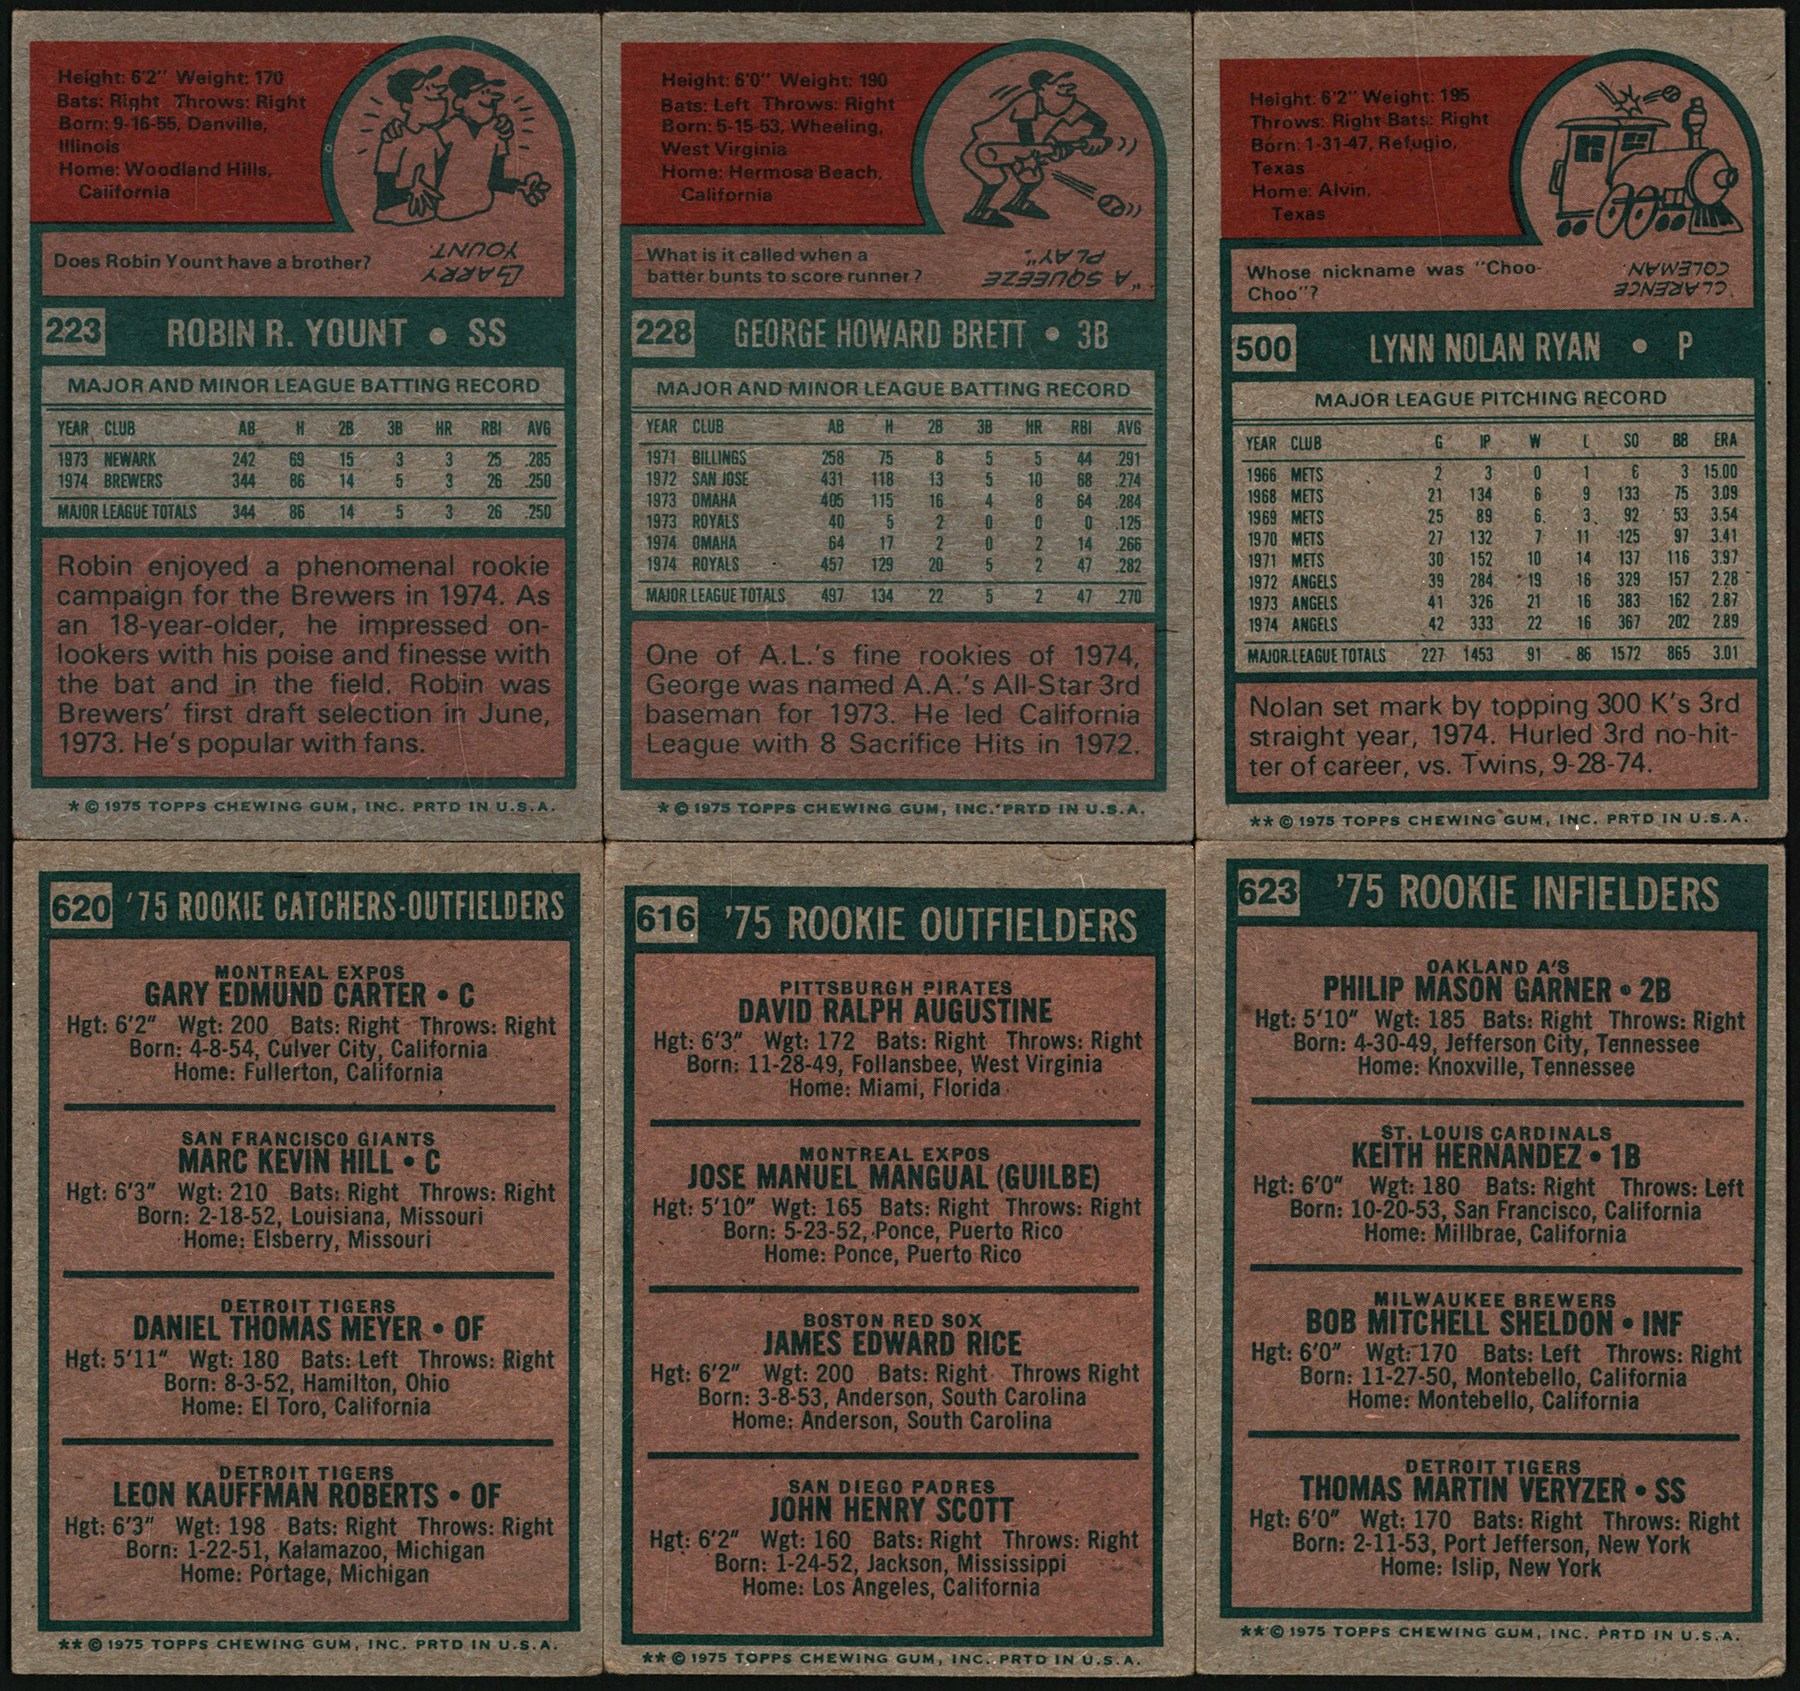 Height: 6'2" Weight: 170
Bats: Right Throws: Right
Born: 9-16-55, Danville,
Illinois
Home: Woodland Hills,
California
Does Robin Yount have a brother?
LARRY
YOUNT.
223 ROBIN R. YOUNT • SS
MAJOR AND MINOR LEAGUE BATTING RECORD
YEAR CLUB AB H 2B 3B HR RBI AVG
1973 NEWARK 242 69 15 3 3 25 .285
1974 BREWERS 344 86 14 5 3 26 .250
MAJOR LEAGUE TOTALS 344 86 14 5 3 26 .250
Robin enjoyed a phenomenal rookie
campaign for the Brewers in 1974. As
an 18-year-older, he impressed on-
lookers with his poise and finesse with
the bat and in the field. Robin was
Brewers' first draft selection in June,
1973. He's popular with fans.
* © 1975 TOPPS CHEWING GUM, INC. PRTD IN U.S.A.
Height: 6'0" Weight: 190
Bats: Left Throws: Right
Born: 5-15-53, Wheeling,
West Virginia
Home: Hermosa Beach,
California
What is it called when a
batter bunts to score runner?
"A SQUEEZE
PLAY".
228 GEORGE HOWARD BRETT • 3B
MAJOR AND MINOR LEAGUE BATTING RECORD
YEAR CLUB AB H 2B 3B HR RBI AVG
1971 BILLINGS 258 75 8 5 5 44 .291
1972 SAN JOSE 431 118 13 5 10 68 .274
1973 OMAHA 405 115 16 4 8 64 .284
1973 ROYALS 40 5 2 0 0 0 .125
1974 OMAHA 64 17 2 0 2 14 .266
1974 ROYALS 457 129 20 5 2 47 .282
MAJOR LEAGUE TOTALS 497 134 22 5 2 47 .270
One of A.L.'s fine rookies of 1974,
George was named A.A.'s All-Star 3rd
baseman for 1973. He led California
League with 8 Sacrifice Hits in 1972.
* © 1975 TOPPS CHEWING GUM, INC. PRTD IN U.S.A.
Height: 6'2" Weight: 195
Throws: Right Bats: Right
Born: 1-31-47, Refugio,
Texas
Home: Alvin,
Texas
Whose nickname was "Choo-
Choo"?
CLARENCE
COLEMAN.
500 LYNN NOLAN RYAN • P
MAJOR LEAGUE PITCHING RECORD
YEAR CLUB G IP W L SO BB ERA
1966 METS 2 3 0 1 6 3 15.00
1968 METS 21 134 6 9 133 75 3.09
1969 METS 25 89 6 3 92 53 3.54
1970 METS 27 132 7 11 125 97 3.41
1971 METS 30 152 10 14 137 116 3.97
1972 ANGELS 39 284 19 16 329 157 2.28
1973 ANGELS 41 326 21 16 383 162 2.87
1974 ANGELS 42 333 22 16 367 202 2.89
MAJOR LEAGUE TOTALS 227 1453 91 86 1572 865 3.01
Nolan set mark by topping 300 K's 3rd
straight year, 1974. Hurled 3rd no-hit-
ter of career, vs. Twins, 9-28-74.
** © 1975 TOPPS CHEWING GUM, INC. PRTD IN U.S.A.
620 '75 ROOKIE CATCHERS-OUTFIELDERS
MONTREAL EXPOS
GARY EDMUND CARTER • C
Hgt: 6'2" Wgt: 200 Bats: Right Throws: Right
Born: 4-8-54, Culver City, California
Home: Fullerton, California
SAN FRANCISCO GIANTS
MARC KEVIN HILL • C
Hgt: 6'3" Wgt: 210 Bats: Right Throws: Right
Born: 2-18-52, Louisiana, Missouri
Home: Elsberry, Missouri
DETROIT TIGERS
DANIEL THOMAS MEYER • OF
Hgt: 5'11" Wgt: 180 Bats: Left Throws: Right
Born: 8-3-52, Hamilton, Ohio
Home: El Toro, California
DETROIT TIGERS
LEON KAUFFMAN ROBERTS • OF
Hgt: 6'3" Wgt: 198 Bats: Right Throws: Right
Born: 1-22-51, Kalamazoo, Michigan
Home: Portage, Michigan
** © 1975 TOPPS CHEWING GUM, INC. PRTD IN U.S.A.
616 '75 ROOKIE OUTFIELDERS
PITTSBURGH PIRATES
DAVID RALPH AUGUSTINE
Hgt: 6'3" Wgt: 172 Bats: Right Throws: Right
Born: 11-28-49, Follansbee, West Virginia
Home: Miami, Florida
MONTREAL EXPOS
JOSE MANUEL MANGUAL (GUILBE)
Hgt: 5'10" Wgt: 165 Bats: Right Throws: Right
Born: 5-23-52, Ponce, Puerto Rico
Home: Ponce, Puerto Rico
BOSTON RED SOX
JAMES EDWARD RICE
Hgt: 6'2" Wgt: 200 Bats: Right Throws Right
Born: 3-8-53, Anderson, South Carolina
Home: Anderson, South Carolina
SAN DIEGO PADRES
JOHN HENRY SCOTT
Hgt: 6'2" Wgt: 160 Bats: Right Throws: Right
Born: 1-24-52, Jackson, Mississippi
Home: Los Angeles, California
** © 1975 TOPPS CHEWING GUM, INC. PRTD IN U.S.A.
623 '75 ROOKIE INFIELDERS
OAKLAND A'S
PHILIP MASON GARNER • 2B
Hgt: 5'10" Wgt: 185 Bats: Right Throws: Right
Born: 4-30-49, Jefferson City, Tennessee
Home: Knoxville, Tennessee
ST. LOUIS CARDINALS
KEITH HERNANDEZ • 1B
Hgt: 6'0" Wgt: 180 Bats: Right Throws: Left
Born: 10-20-53, San Francisco, California
Home: Millbrae, California
MILWAUKEE BREWERS
BOB MITCHELL SHELDON • INF
Hgt: 6'0" Wgt: 170 Bats: Left Throws: Right
Born: 11-27-50, Montebello, California
Home: Montebello, California
DETROIT TIGERS
THOMAS MARTIN VERYZER • SS
Hgt: 6'0" Wgt: 170 Bats: Right Throws: Right
Born: 2-11-53, Port Jefferson, New York
Home: Islip, New York
** © 1975 TOPPS CHEWING GUM, INC. PRTD IN U.S.A.